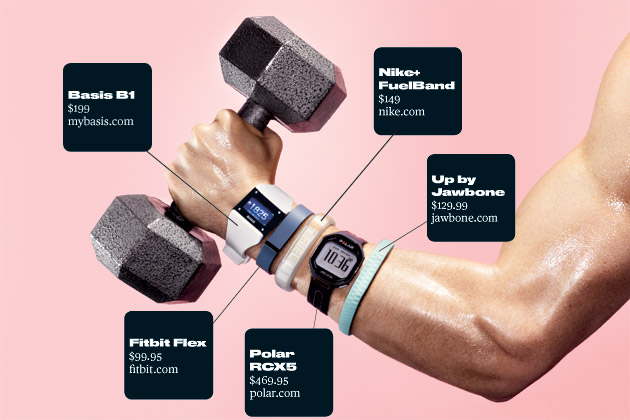 Basis B1
$199
mybasis.com
Nike+
FuelBand
$149
nike.com
Up by
Jawbone
$129.99
jawbone.com
POLAR
10:36
Fitbit Flex
$99.95
fitbit.com
Polar
RCX5
$469.95
polar.com